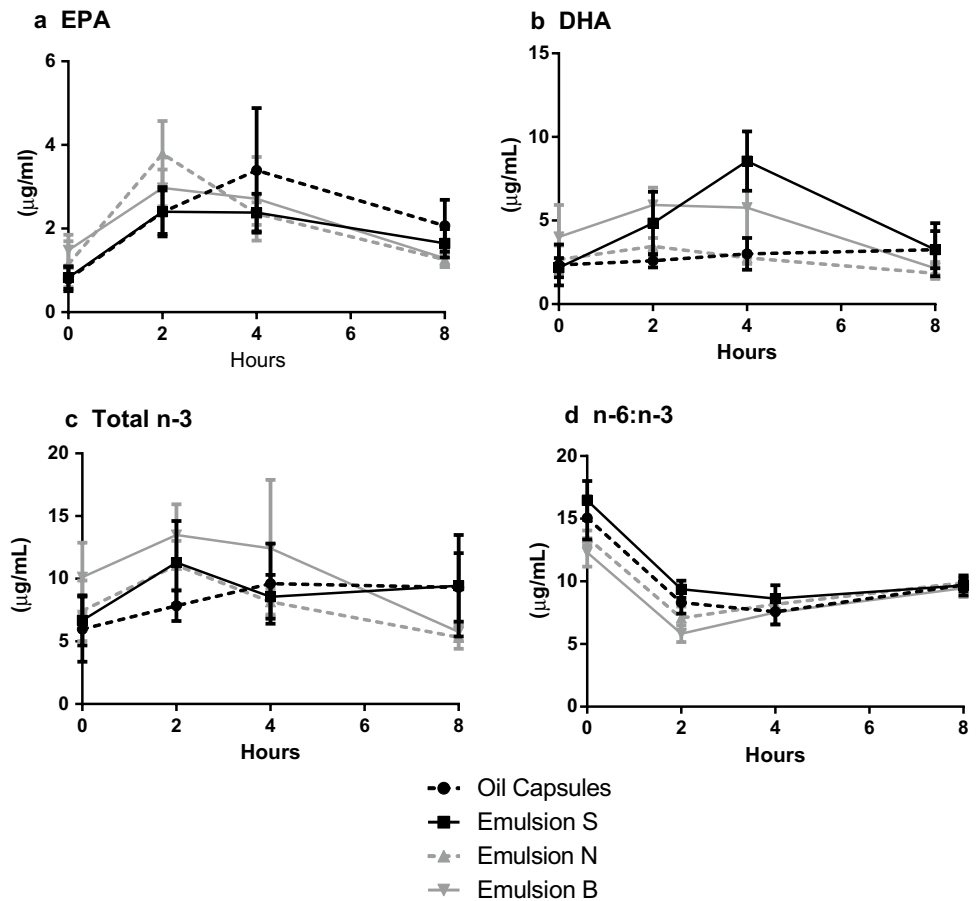 a EPA
b DHA
(μg/ml)
6
4
2
0
0 2 4 6 8
Hours
(μg/mL)
15
10
5
0
0 2 4 6 8
Hours
c Total n-3
d n-6:n-3
(μg/mL)
20
15
10
5
0
0 2 4 6 8
Hours
(μg/mL)
20
15
10
5
0
0 2 4 6 8
Hours
Oil Capsules
Emulsion S
Emulsion N
Emulsion B